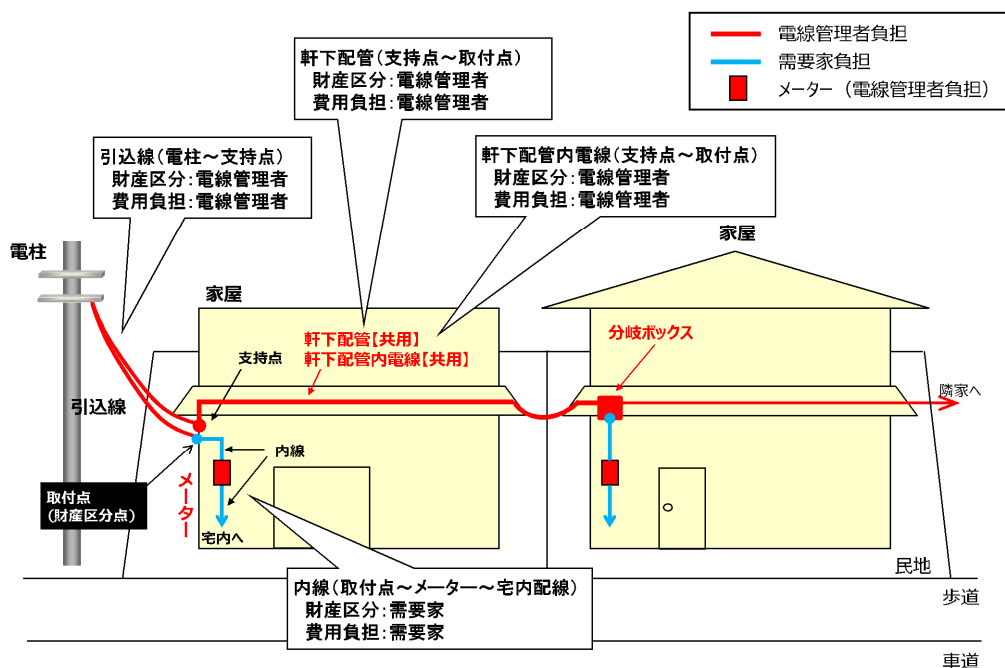 電線管理者負担
需要家負担
メーター（電線管理者負担）
軒下配管（支持点～取付点）
財産区分：電線管理者
費用負担：電線管理者
引込線（電柱～支持点）
財産区分：電線管理者
費用負担：電線管理者
軒下配管内電線（支持点～取付点）
財産区分：電線管理者
費用負担：電線管理者
電柱
家屋
家屋
軒下配管【共用】
軒下配管内電線【共用】
分岐ボックス
支持点
隣家へ
引込線
内線
メーター
取付点
（財産区分点）
宅内へ
内線（取付点～メーター～宅内配線）
財産区分：需要家
費用負担：需要家
民地
歩道
車道